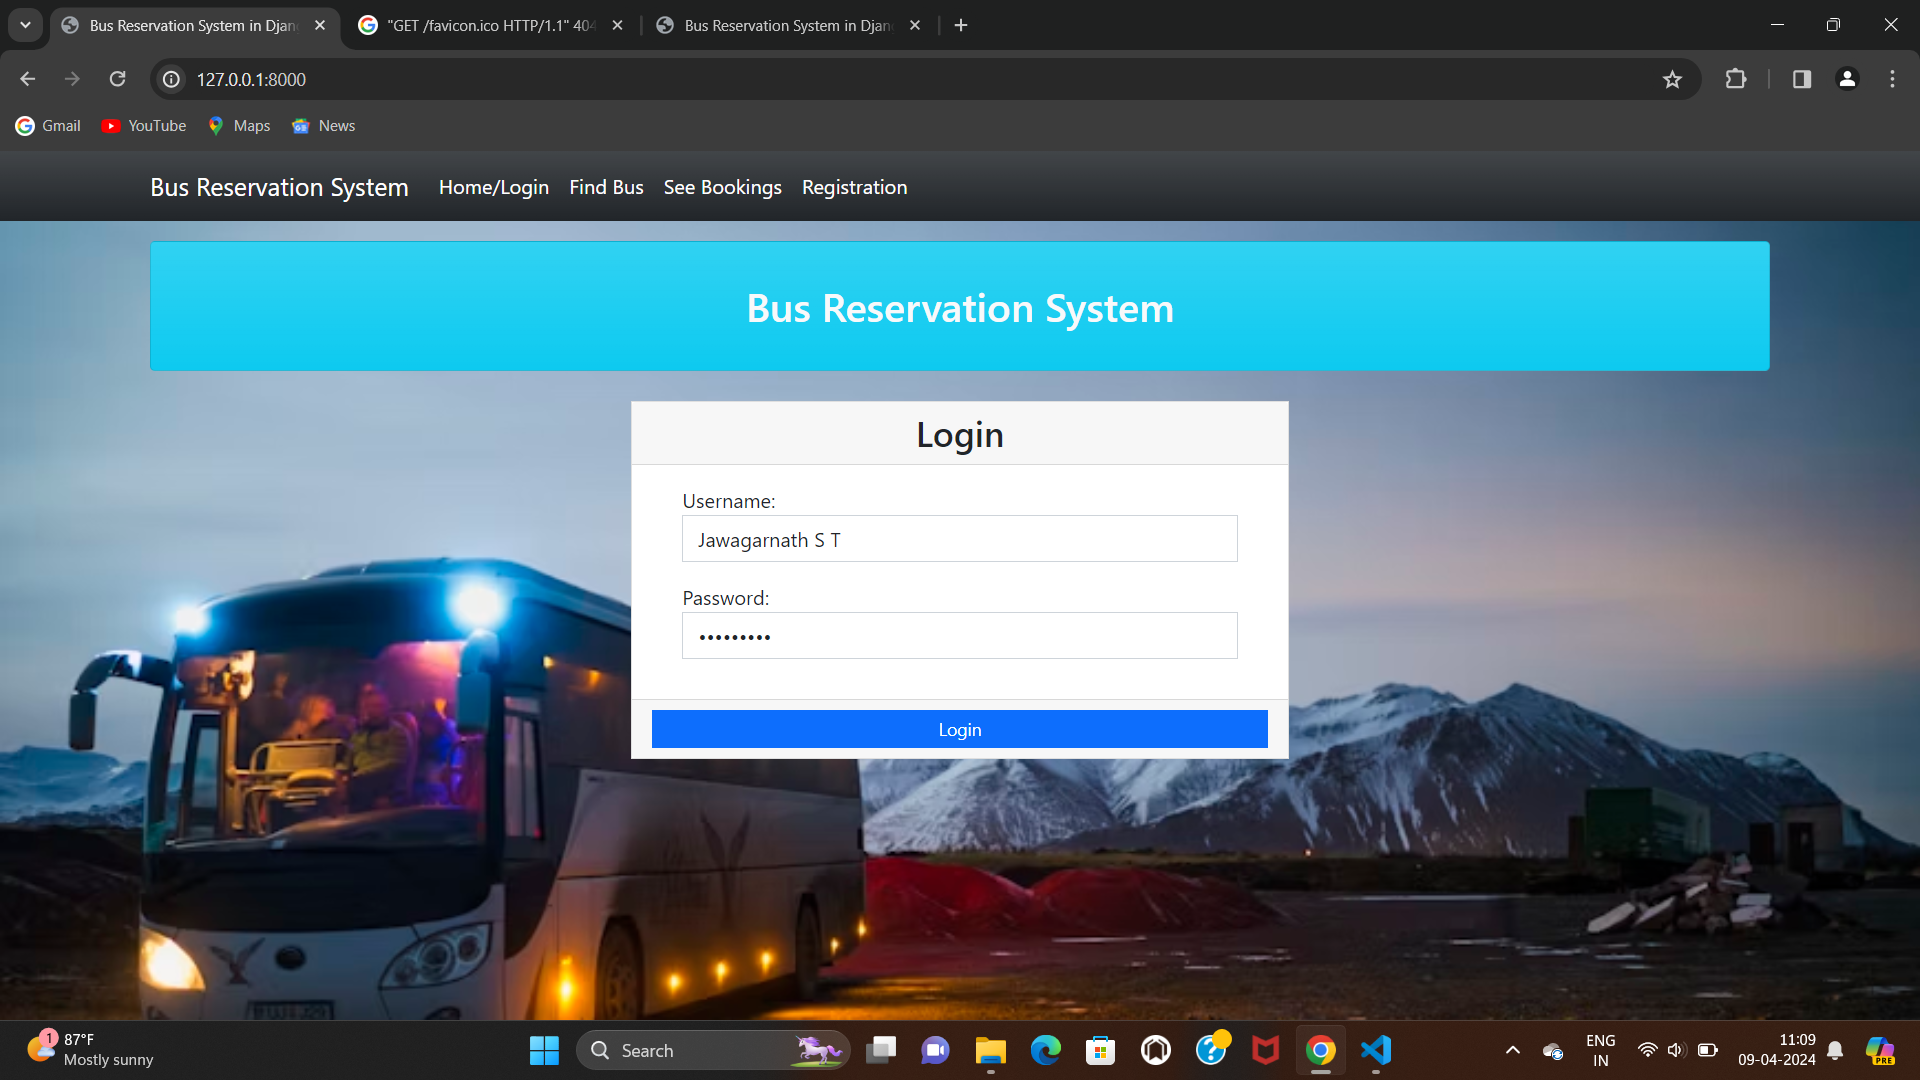 Bus Reservation System in Djan
"GET /favicon.ico HTTP/1.1" 404
Bus Reservation System in Djan
127.0.0.1:8000
Gmail
YouTube
Maps
News
Bus Reservation System
Home/Login
Find Bus
See Bookings
Registration
Bus Reservation System
Login
Username:
Jawagarnath S T
Password:
•••••••••
Login
1
87°F
Mostly sunny
Search
ENG
IN
11:09
09-04-2024
PRE